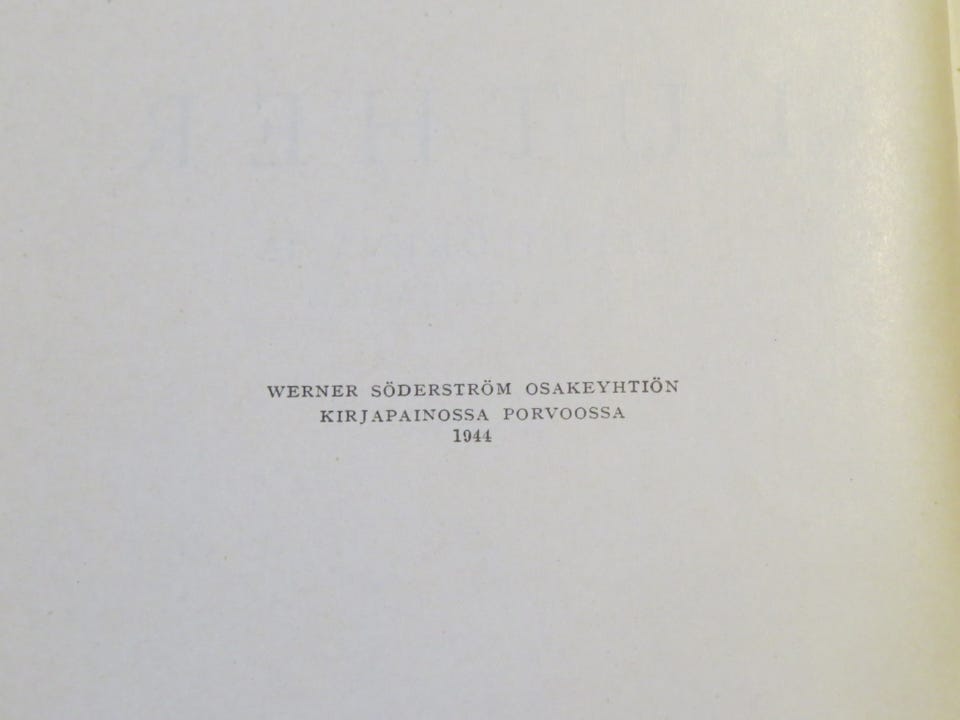 WERNER SÖDERSTRÖM OSAKEYHTIÖN
KIRJAPAINOSSA PORVOOSSA
1944